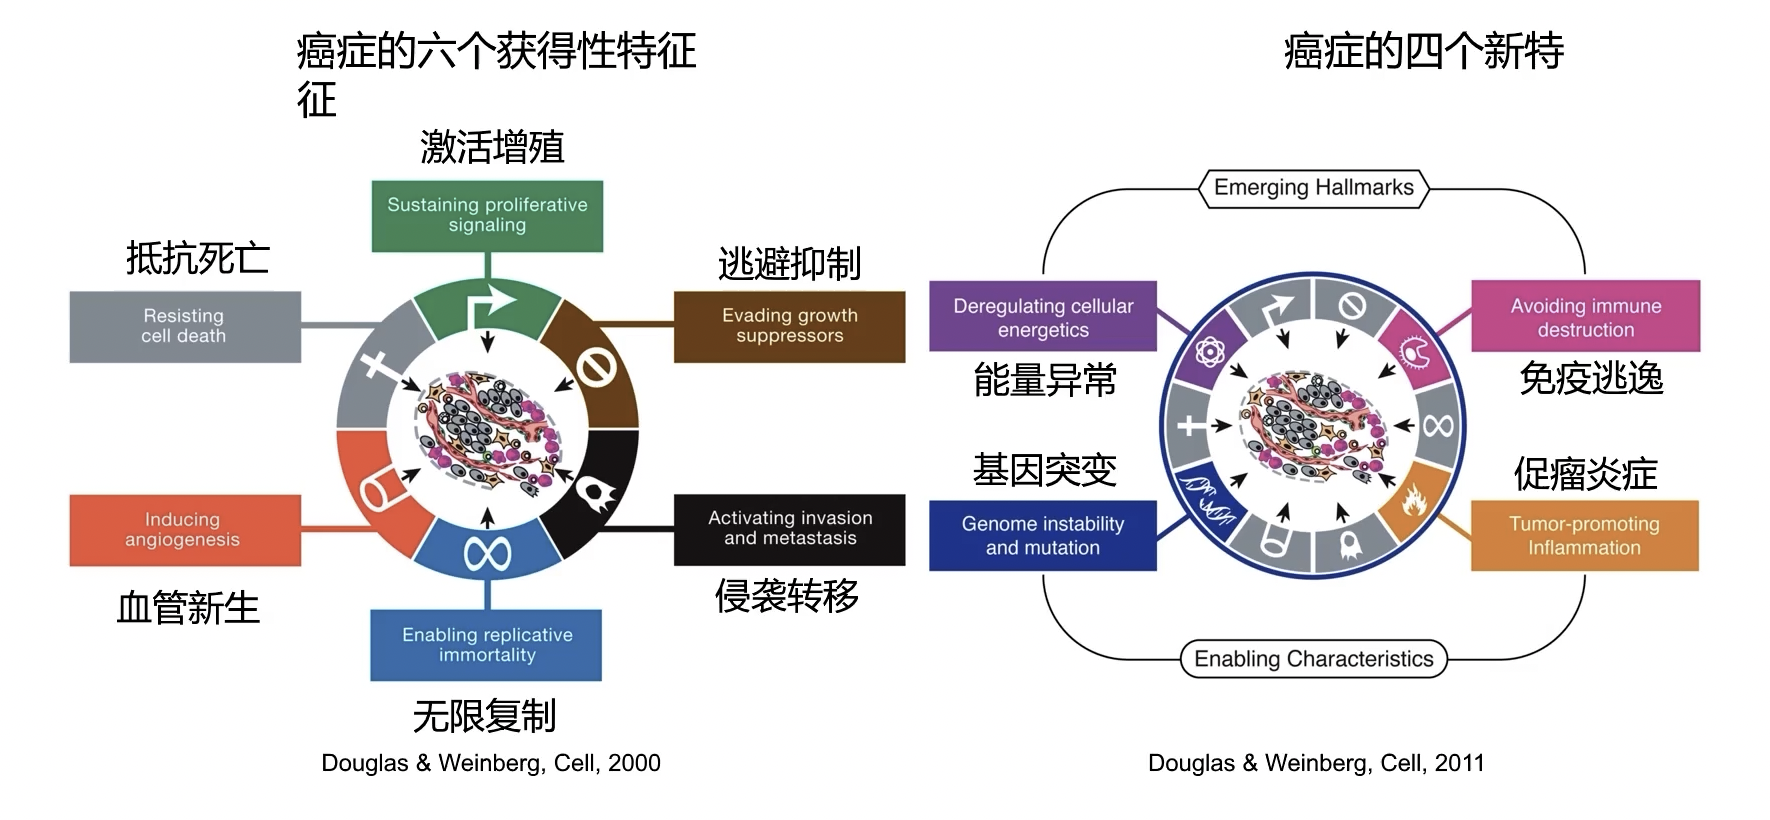 癌症的六个获得性特征
征
激活增殖
Sustaining proliferative
signaling
抵抗死亡
Resisting
cell death
逃避抑制
Evading growth
suppressors
Inducing
angiogenesis
血管新生
Activating invasion
and metastasis
侵袭转移
Enabling replicative
immortality
无限复制
Douglas & Weinberg, Cell, 2000
癌症的四个新特
Emerging Hallmarks
Deregulating cellular
energetics
能量异常
Avoiding immune
destruction
免疫逃逸
基因突变
Genome instability
and mutation
促瘤炎症
Tumor-promoting
Inflammation
Enabling Characteristics
Douglas & Weinberg, Cell, 2011